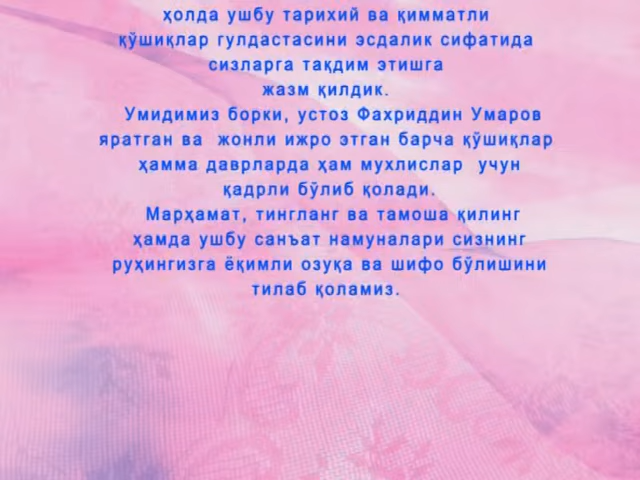 ҳолда ушбу тарихий ва қимматли
қўшиқлар гулдастасини эсдалик сифатида
сизларга тақдим этишга
жазм қилдик.
Умидимиз борки, устоз Фахриддин Умаров
яратган ва жонли ижро этган барча қўшиқлар
ҳамма даврларда ҳам мухлислар учун
қадрли бўлиб қолади.
Марҳамат, тингланг ва тамоша қилинг
ҳамда ушбу санъат намуналари сизнинг
руҳингизга ёқимли озуқа ва шифо бўлишини
тилаб қоламиз.